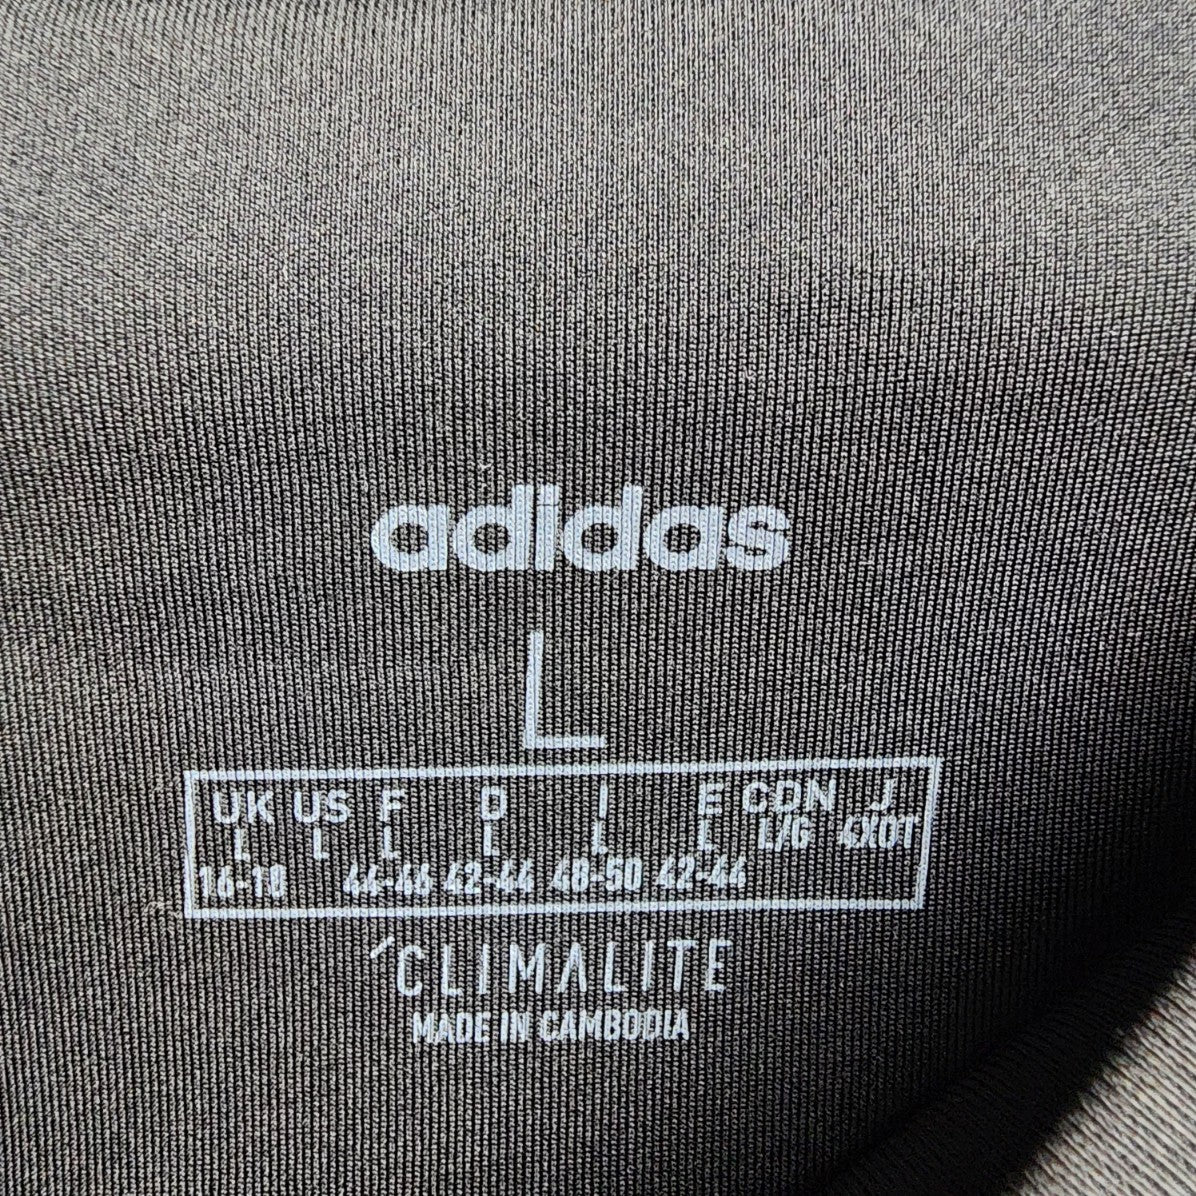 adidas
L
UK US F D I E CDN J
L L L L L L L/G 4XOT
16-18 44-46 42-44 48-50 42-44
CLIMALITE
MADE IN CAMBODIA